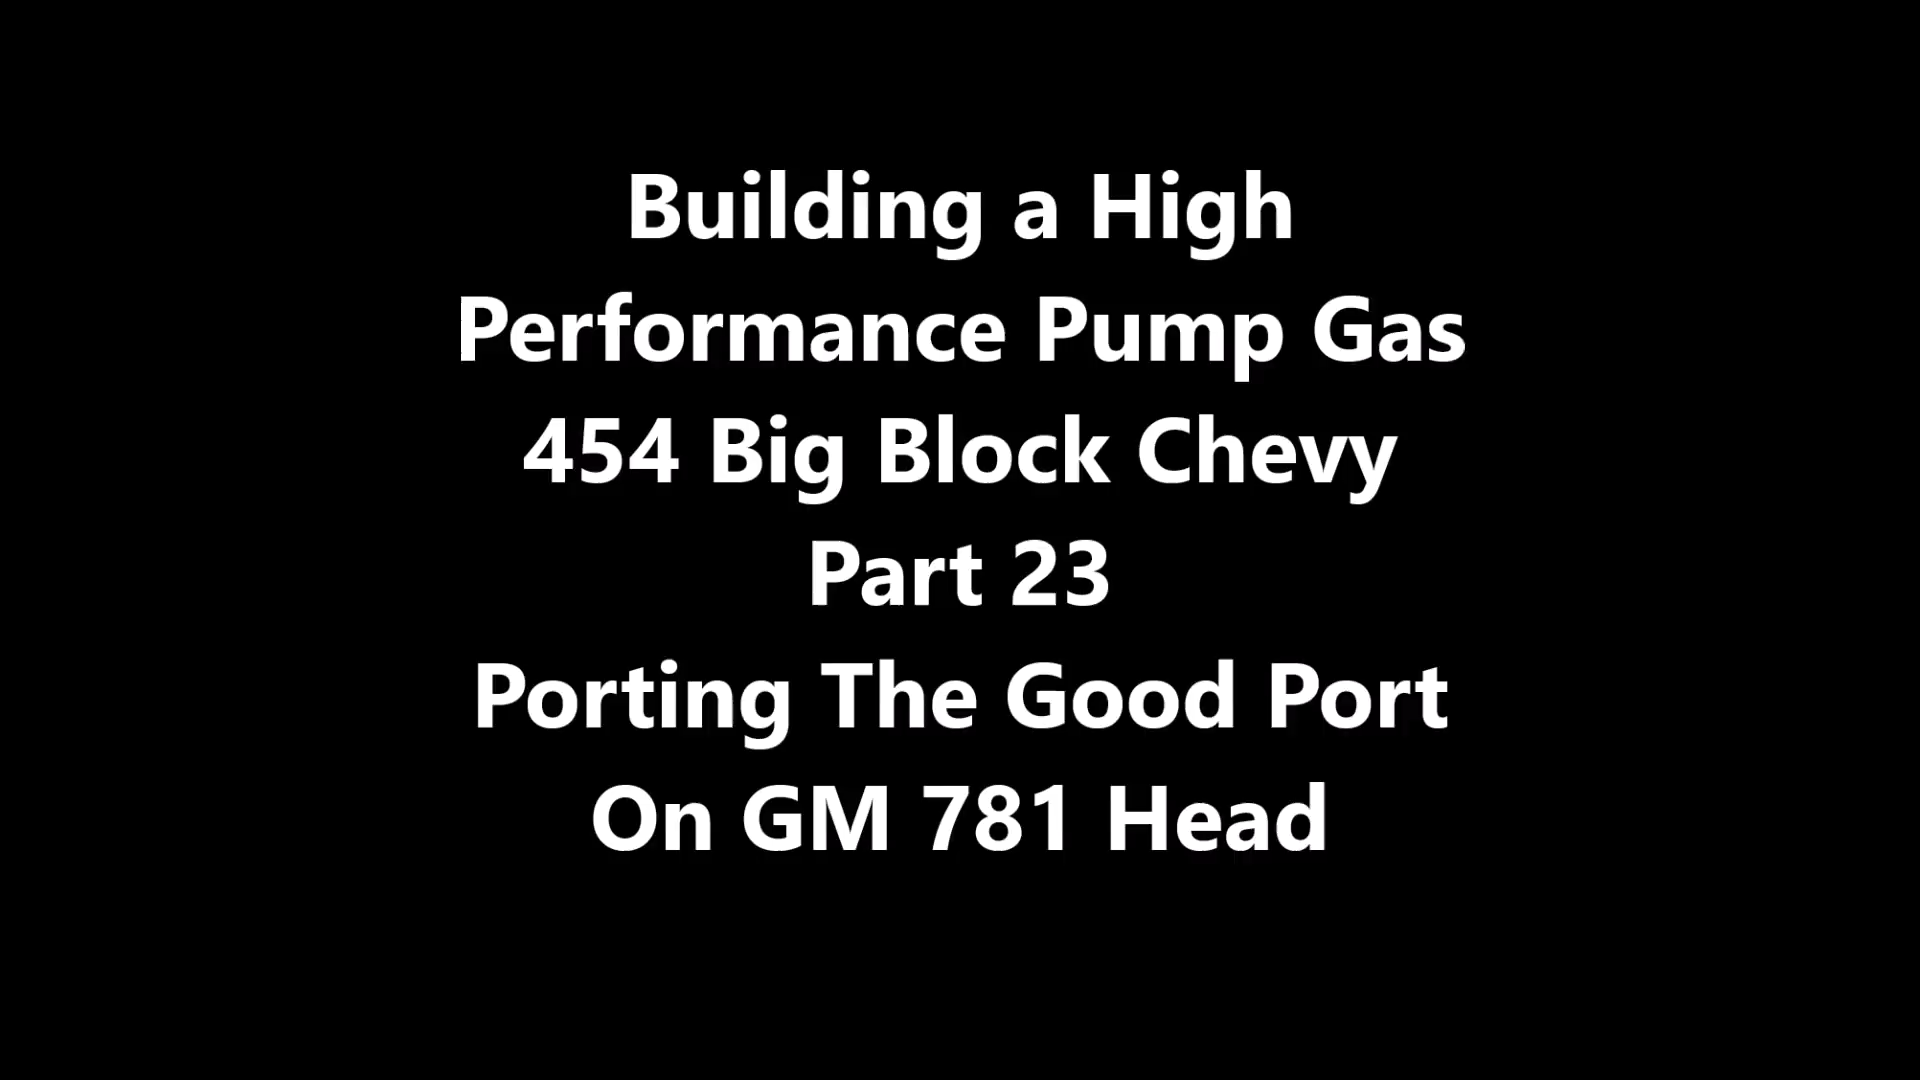 Building a High
Performance Pump Gas
454 Big Block Chevy
Part 23
Porting The Good Port
On GM 781 Head